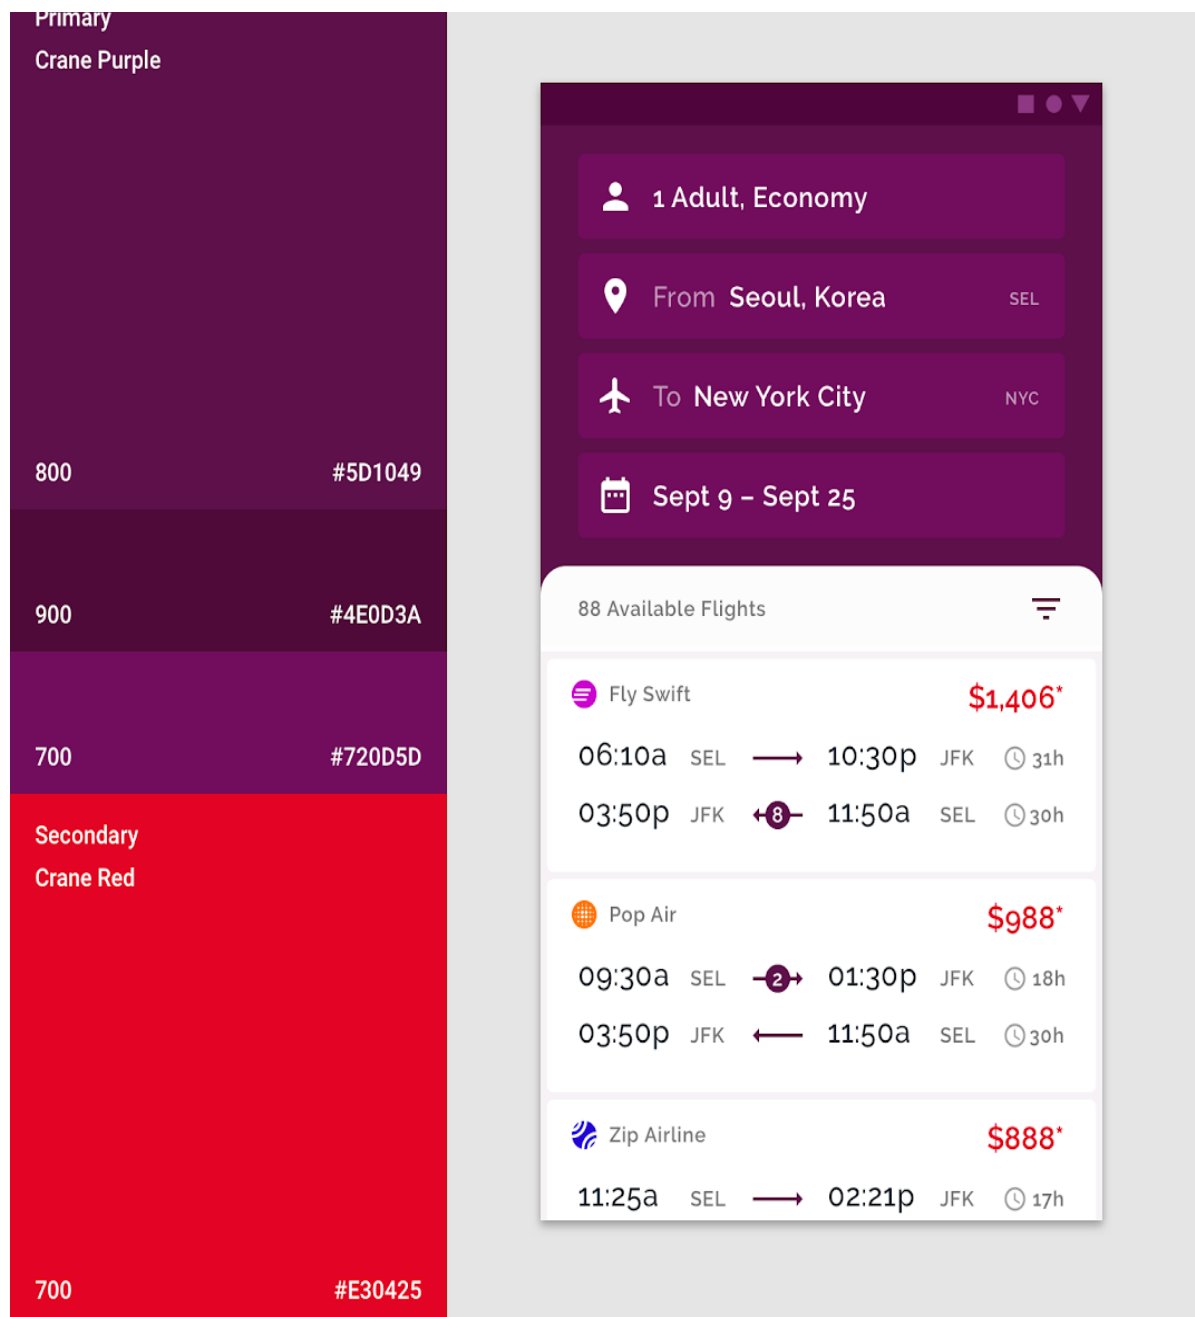 Primary
Crane Purple
800 #5D1049
900 #4E0D3A
700 #720D5D
Secondary
Crane Red
700 #E30425
1 Adult, Economy
From Seoul, Korea SEL
To New York City NYC
Sept 9 – Sept 25
88 Available Flights
Fly Swift $1,406*
06:10a SEL 10:30p JFK 31h
03:50p JFK 8 11:50a SEL 30h
Pop Air $988*
09:30a SEL 2 01:30p JFK 18h
03:50p JFK 11:50a SEL 30h
Zip Airline $888*
11:25a SEL 02:21p JFK 17h